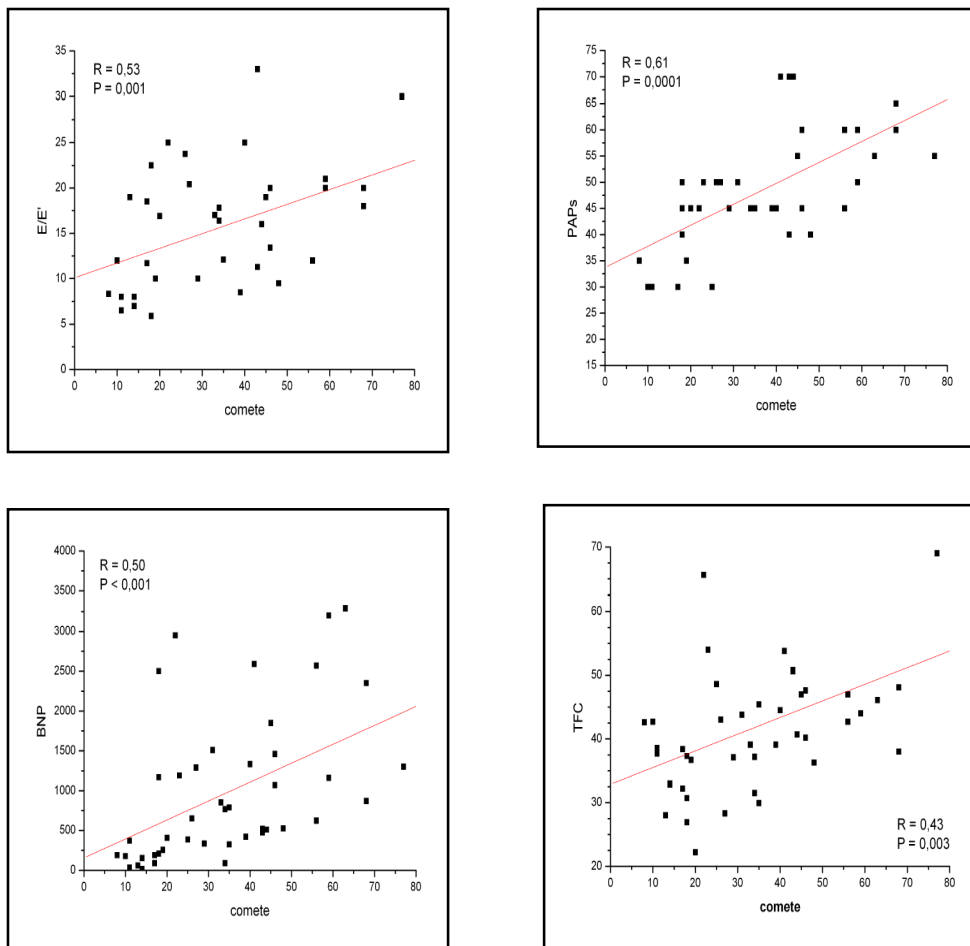 R = 0,53
P = 0,001
35
30
25
20
15
10
5
0
E/E'
0 10 20 30 40 50 60 70 80
comete
R = 0,61
P = 0,0001
75
70
65
60
55
50
45
40
35
30
25
20
15
PAPs
0 10 20 30 40 50 60 70 80
comete
R = 0,50
P < 0,001
4000
3500
3000
2500
2000
1500
1000
500
0
BNP
0 10 20 30 40 50 60 70 80
comete
70
60
50
40
30
20
TFC
R = 0,43
P = 0,003
0 10 20 30 40 50 60 70 80
comete